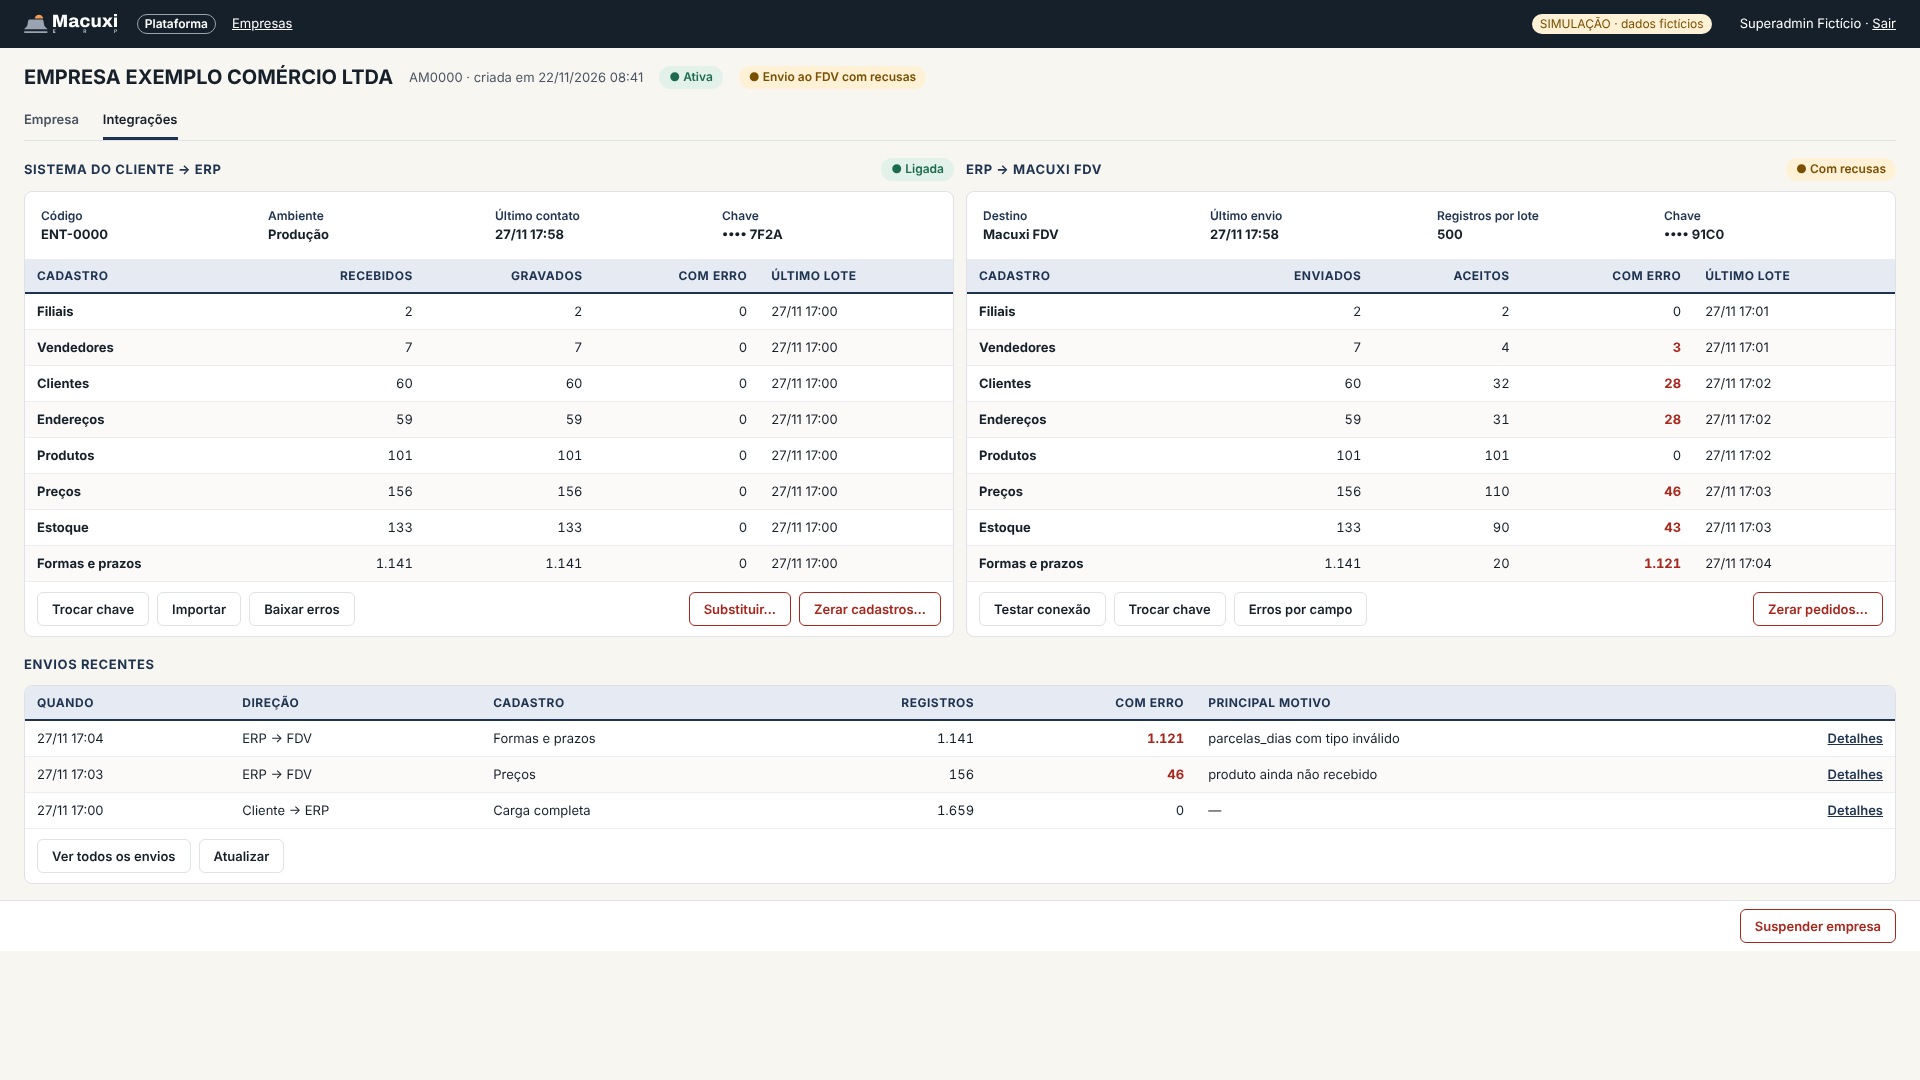 Macuxi
E R P
Plataforma
Empresas
SIMULAÇÃO · dados fictícios
Superadmin Fictício · Sair
EMPRESA EXEMPLO COMÉRCIO LTDA
AM0000 · criada em 22/11/2026 08:41
Ativa
Envio ao FDV com recusas
Empresa
Integrações
SISTEMA DO CLIENTE → ERP
Ligada
Código Ambiente Último contato Chave
ENT-0000 Produção 27/11 17:58 •••• 7F2A
CADASTRO RECEBIDOS GRAVADOS COM ERRO ÚLTIMO LOTE
Filiais 2 2 0 27/11 17:00
Vendedores 7 7 0 27/11 17:00
Clientes 60 60 0 27/11 17:00
Endereços 59 59 0 27/11 17:00
Produtos 101 101 0 27/11 17:00
Preços 156 156 0 27/11 17:00
Estoque 133 133 0 27/11 17:00
Formas e prazos 1.141 1.141 0 27/11 17:00
Trocar chave Importar Baixar erros Substituir... Zerar cadastros...
ERP → MACUXI FDV
Com recusas
Destino Último envio Registros por lote Chave
Macuxi FDV 27/11 17:58 500 •••• 91C0
CADASTRO ENVIADOS ACEITOS COM ERRO ÚLTIMO LOTE
Filiais 2 2 0 27/11 17:01
Vendedores 7 4 3 27/11 17:01
Clientes 60 32 28 27/11 17:02
Endereços 59 31 28 27/11 17:02
Produtos 101 101 0 27/11 17:02
Preços 156 110 46 27/11 17:03
Estoque 133 90 43 27/11 17:03
Formas e prazos 1.141 20 1.121 27/11 17:04
Testar conexão Trocar chave Erros por campo Zerar pedidos...
ENVIOS RECENTES
QUANDO DIREÇÃO CADASTRO REGISTROS COM ERRO PRINCIPAL MOTIVO
27/11 17:04 ERP → FDV Formas e prazos 1.141 1.121 parcelas_dias com tipo inválido Detalhes
27/11 17:03 ERP → FDV Preços 156 46 produto ainda não recebido Detalhes
27/11 17:00 Cliente → ERP Carga completa 1.659 0 — Detalhes
Ver todos os envios Atualizar
Suspender empresa